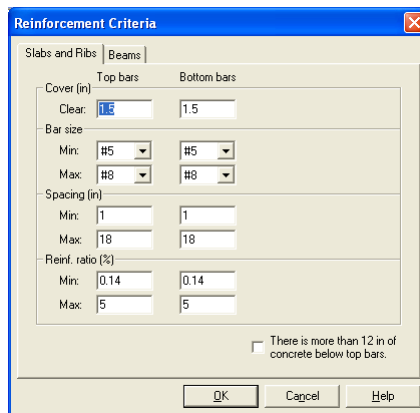 Reinforcement Criteria
Slabs and Ribs Beams
Top bars Bottom bars
Cover (in)
Clear: 1.5 1.5
Bar size
Min: #5 #5
Max: #8 #8
Spacing (in)
Min: 1 1
Max: 18 18
Reinf. ratio (%)
Min: 0.14 0.14
Max: 5 5
There is more than 12 in of
concrete below top bars.
OK Cancel Help